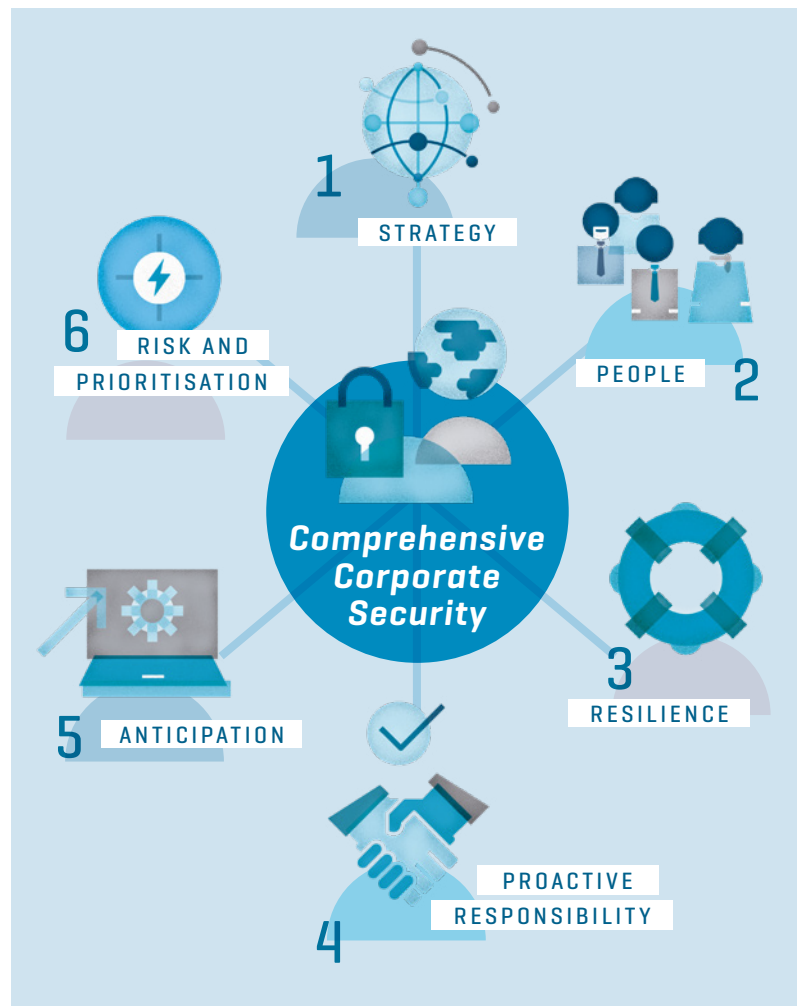 1
STRATEGY
2
PEOPLE
3
RESILIENCE
4
PROACTIVE
RESPONSIBILITY
5
ANTICIPATION
6
RISK AND
PRIORITISATION
Comprehensive
Corporate
Security